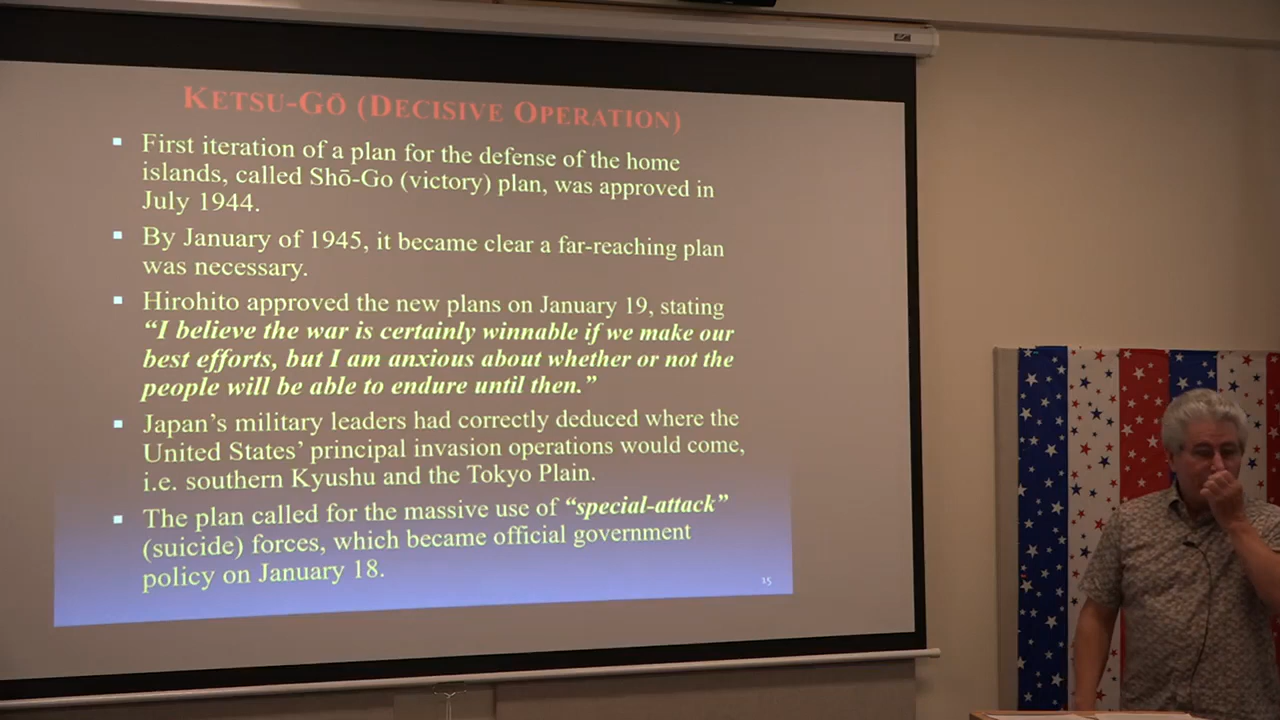 KETSU-GŌ (DECISIVE OPERATION)
First iteration of a plan for the defense of the home
islands, called Shō-Go (victory) plan, was approved in
July 1944.
By January of 1945, it became clear a far-reaching plan
was necessary.
Hirohito approved the new plans on January 19, stating
“I believe the war is certainly winnable if we make our
best efforts, but I am anxious about whether or not the
people will be able to endure until then.”
Japan’s military leaders had correctly deduced where the
United States’ principal invasion operations would come,
i.e. southern Kyushu and the Tokyo Plain.
The plan called for the massive use of “special-attack”
(suicide) forces, which became official government
policy on January 18.
15